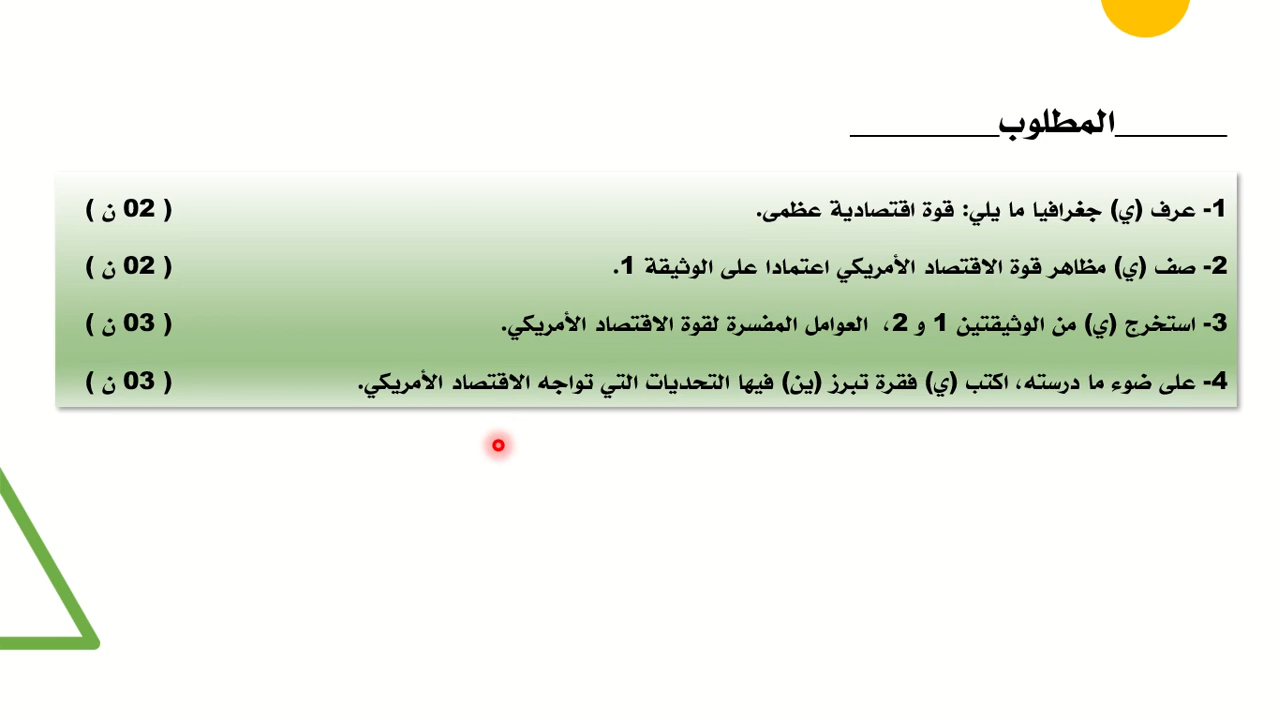 المطلوب
1- عرف (ي) جغرافيا ما يلي: قوة اقتصادية عظمى. ( 02 ن )
2- صف (ي) مظاهر قوة الاقتصاد الأمريكي اعتمادا على الوثيقة 1. ( 02 ن )
3- استخرج (ي) من الوثيقتين 1 و 2، العوامل المفسرة لقوة الاقتصاد الأمريكي. ( 03 ن )
4- على ضوء ما درسته، اكتب (ي) فقرة تبرز (ين) فيها التحديات التي تواجه الاقتصاد الأمريكي. ( 03 ن )